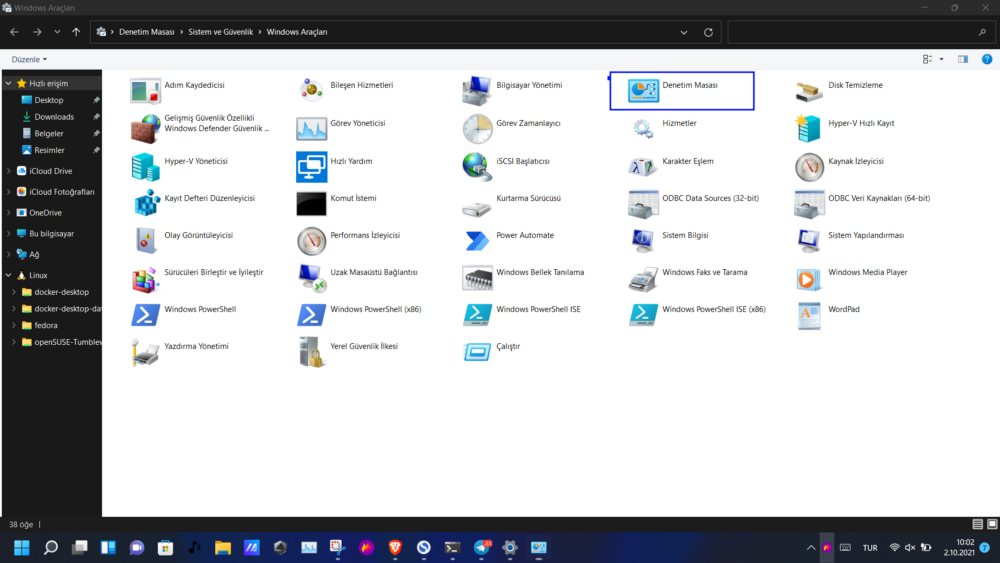 Windows Araçları
Denetim Masası > Sistem ve Güvenlik > Windows Araçları
Düzenle
Hızlı erişim
Desktop
Downloads
Belgeler
Resimler
iCloud Drive
iCloud Fotoğrafları
OneDrive
Bu bilgisayar
Ağ
Linux
docker-desktop
docker-desktop-dat
fedora
openSUSE-Tumblew
Adım Kaydedicisi
Bileşen Hizmetleri
Bilgisayar Yönetimi
Denetim Masası
Disk Temizleme
Gelişmiş Güvenlik Özellikli
Windows Defender Güvenlik ...
Görev Yöneticisi
Görev Zamanlayıcı
Hizmetler
Hyper-V Hızlı Kayıt
Hyper-V Yöneticisi
Hızlı Yardım
iSCSI Başlatıcısı
Karakter Eşlem
Kaynak İzleyicisi
Kayıt Defteri Düzenleyicisi
Komut İstemi
Kurtarma Sürücüsü
ODBC Data Sources (32-bit)
ODBC Veri Kaynakları (64-bit)
Olay Görüntüleyicisi
Performans İzleyicisi
Power Automate
Sistem Bilgisi
Sistem Yapılandırması
Sürücüleri Birleştir ve İyileştir
Uzak Masaüstü Bağlantısı
Windows Bellek Tanılama
Windows Faks ve Tarama
Windows Media Player
Windows PowerShell
Windows PowerShell (x86)
Windows PowerShell ISE
Windows PowerShell ISE (x86)
WordPad
Yazdırma Yönetimi
Yerel Güvenlik İlkesi
Çalıştır
38 öğe
TUR
10:02
2.10.2021
7